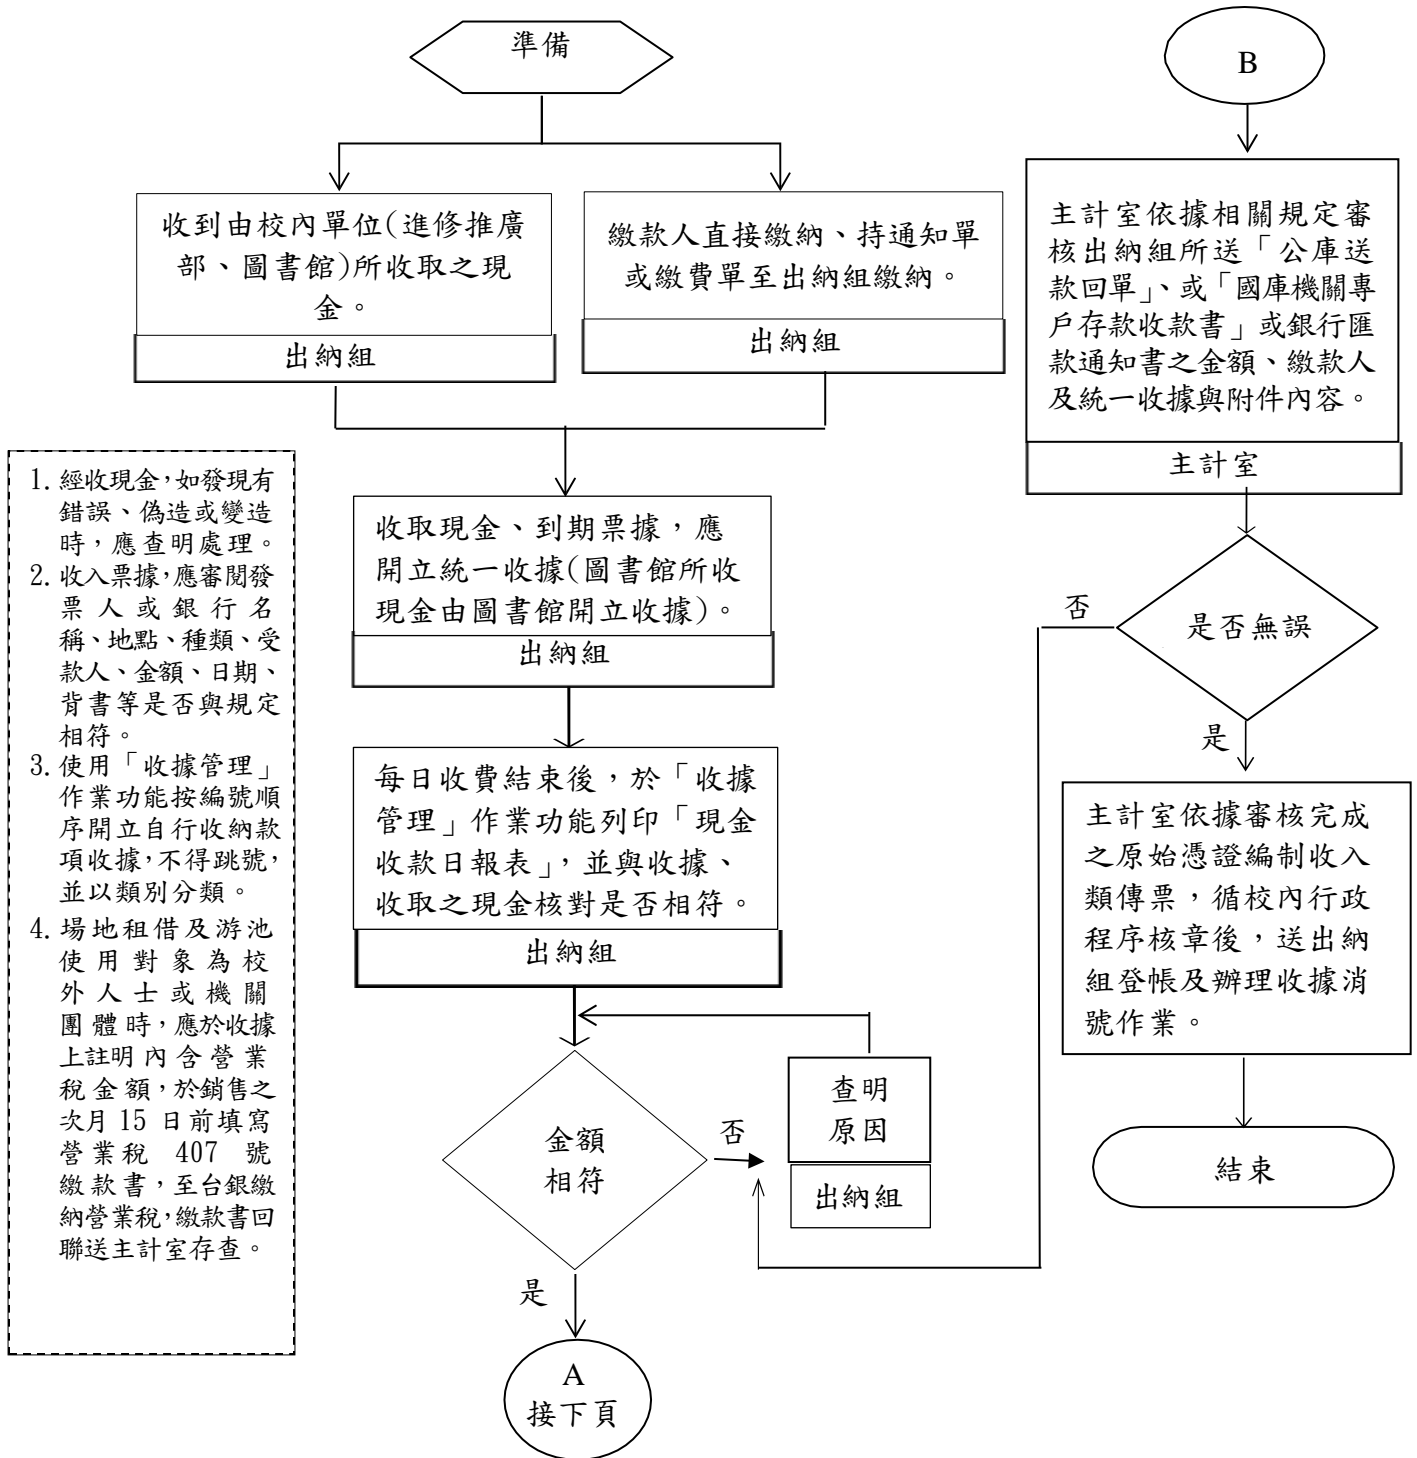 準備
收到由校內單位(進修推廣
部、圖書館)所收取之現
金。
出納組
繳款人直接繳納、持通知單
或繳費單至出納組繳納。
出納組
1. 經收現金,如發現有
錯誤、偽造或變造
時,應查明處理。
2. 收入票據,應審閱發
票人或銀行名
稱、地點、種類、受
款人、金額、日期、
背書等是否與規定
相符。
3. 使用「收據管理」
作業功能按編號順
序開立自行收納款
項收據,不得跳號,
並以類別分類。
4. 場地租借及游池
使用對象為校
外人士或機關
團體時,應於收據
上註明內含營業
稅金額,於銷售之
次月 15 日前填寫
營業稅 407 號
繳款書,至台銀繳
納營業稅,繳款書回
聯送主計室存查。
收取現金、到期票據,應
開立統一收據(圖書館所收
現金由圖書館開立收據)。
出納組
每日收費結束後,於「收據
管理」作業功能列印「現金
收款日報表」,並與收據、
收取之現金核對是否相符。
出納組
金額
相符
否
查明
原因
出納組
是
A
接下頁
B
主計室依據相關規定審
核出納組所送「公庫送
款回單」、或「國庫機關專
戶存款收款書」或銀行匯
款通知書之金額、繳款人
及統一收據與附件內容。
主計室
否
是否無誤
是
主計室依據審核完成
之原始憑證編制收入
類傳票,循校內行政
程序核章後,送出納
組登帳及辦理收據消
號作業。
結束